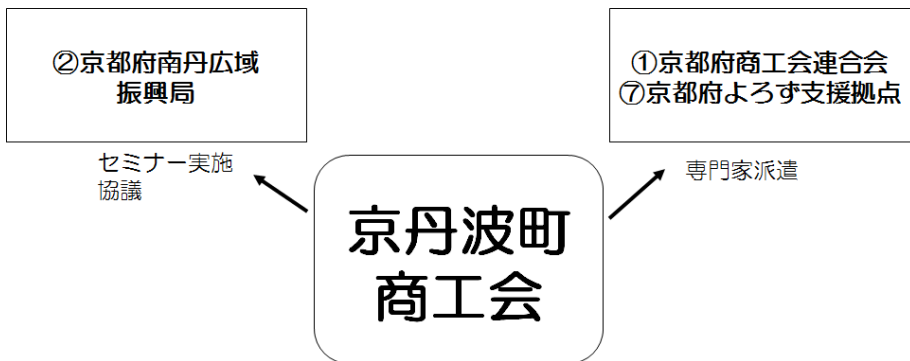 ②京都府南丹広域
振興局
①京都府商工会連合会
⑦京都府よろず支援拠点
セミナー実施
協議
専門家派遣
京丹波町
商工会